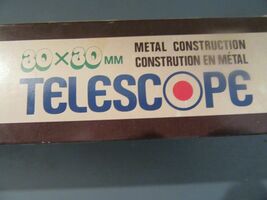 30×30 MM
METAL CONSTRUCTION
CONSTRUTION EN MÉTAL
TELESCOPE